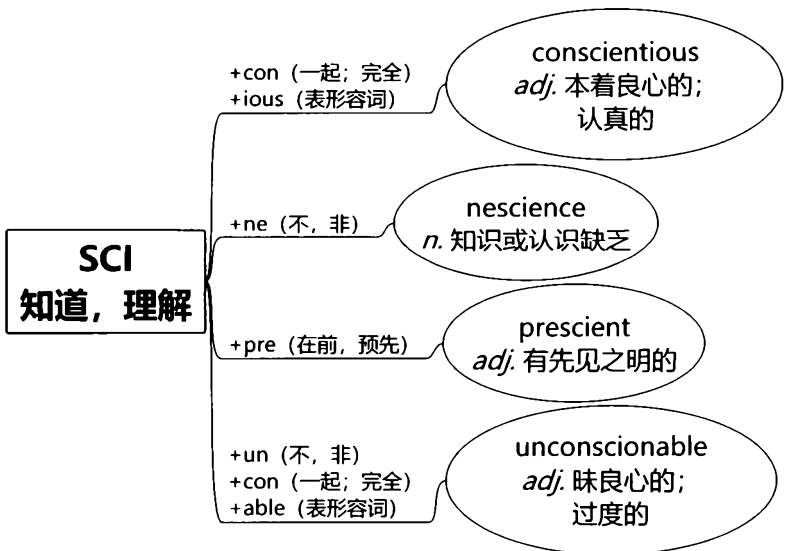 SCI
知道，理解
+con（一起；完全）
+ious（表形容词）
conscientious
adj. 本着良心的；
认真的
+ne（不，非）
nescience
n. 知识或认识缺乏
+pre（在前，预先）
prescient
adj. 有先见之明的
+un（不，非）
+con（一起；完全）
+able（表形容词）
unconscionable
adj. 昧良心的；
过度的